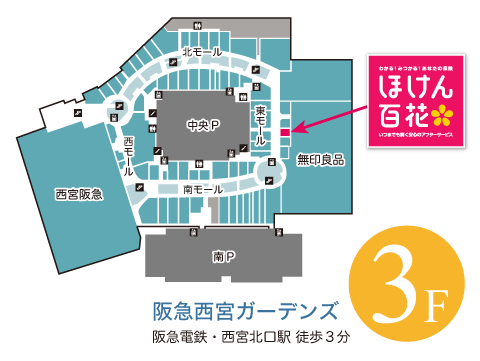 北モール
わかる!みつかる!あなたの保険
ほけん
百花
いつまでも続く安心のアフターサービス
中央P
東モール
西モール
無印良品
南モール
西宮阪急
南P
3F
阪急西宮ガーデンズ
阪急電鉄・西宮北口駅 徒歩3分